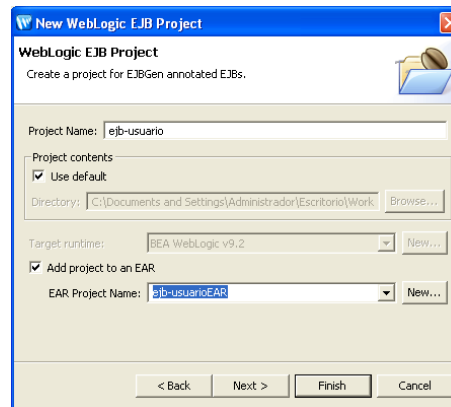 New WebLogic EJB Project
WebLogic EJB Project
Create a project for EJBGen annotated EJBs.
Project Name: ejb-usuario
Project contents
Use default
Directory: C:\Documents and Settings\Administrador\Escritorio\Work Browse...
Target runtime: BEA WebLogic v9.2 New...
Add project to an EAR
EAR Project Name: ejb-usuarioEAR New...
< Back Next > Finish Cancel